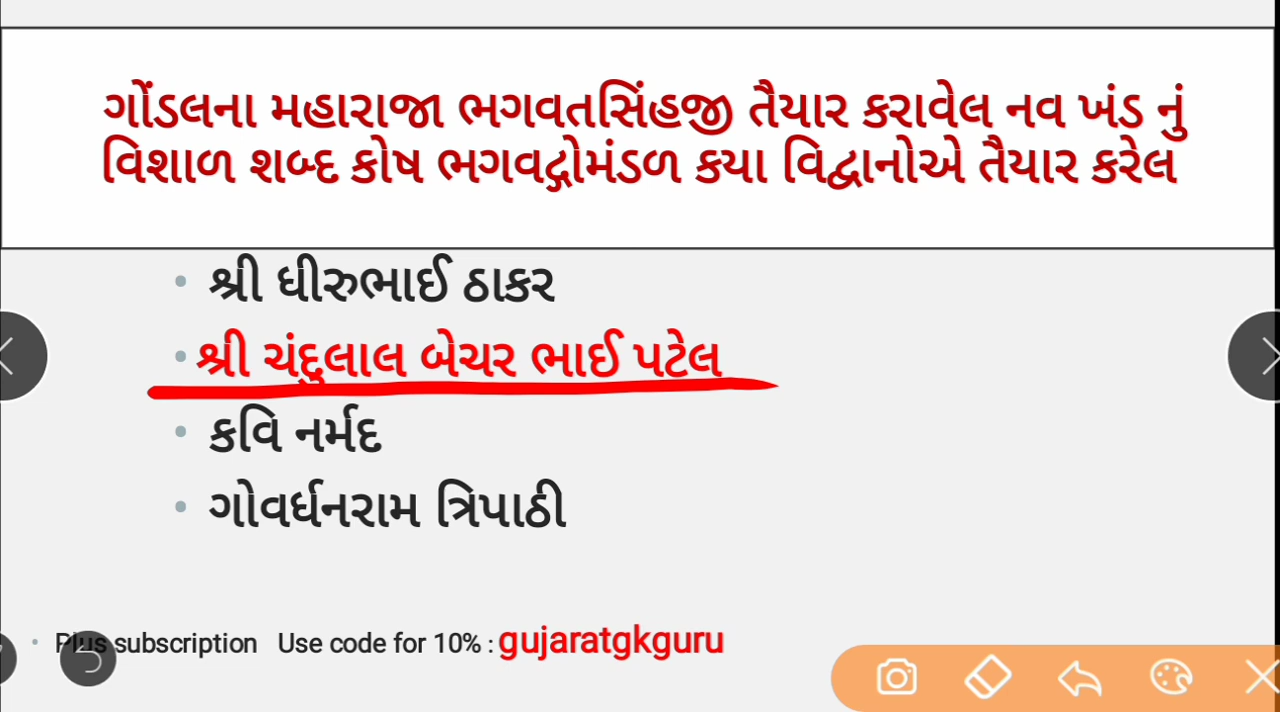 ગોંડલના મહારાજા ભગવતસિંહજી તૈયાર કરાવેલ નવ ખંડ નું
વિશાળ શબ્દ કોષ ભગવદ્ગોમંડળ કયા વિદ્વાનોએ તૈયાર કરેલ
• શ્રી ધીરુભાઈ ઠાકર
• શ્રી ચંદુલાલ બેચર ભાઈ પટેલ
• કવિ નર્મદ
• ગોવર્ધનરામ ત્રિપાઠી
• Plus subscription Use code for 10% : gujaratgkguru